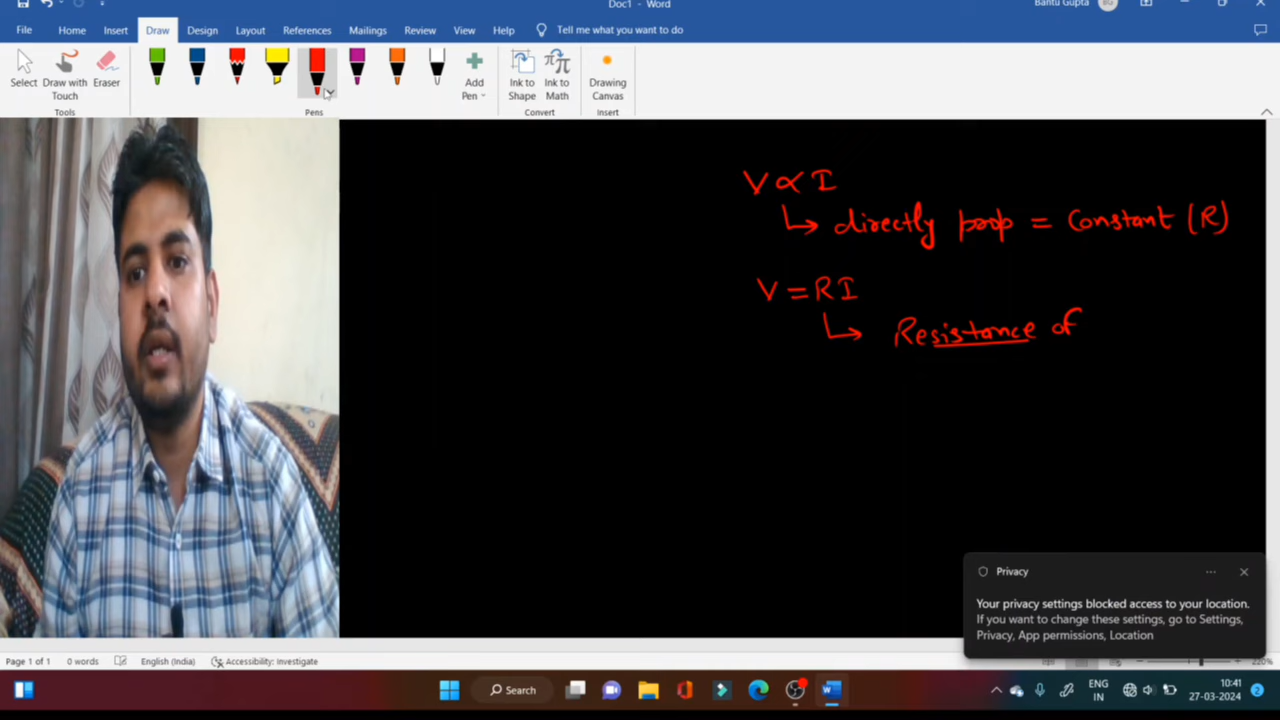 Doc1 - Word
Bantu Gupta
BG
File Home Insert Draw Design Layout References Mailings Review View Help Tell me what you want to do
Select Draw with Touch Eraser Add Pen Ink to Shape Ink to Math Drawing Canvas
Tools Pens Convert Insert
V ∝ I
↳ directly prop = Constant (R)
V = RI
↳ Resistance of
Privacy
Your privacy settings blocked access to your location.
If you want to change these settings, go to Settings,
Privacy, App permissions, Location
Page 1 of 1 0 words English (India) Accessibility: Investigate 220%
Search
ENG
IN
10:41
27-03-2024
2